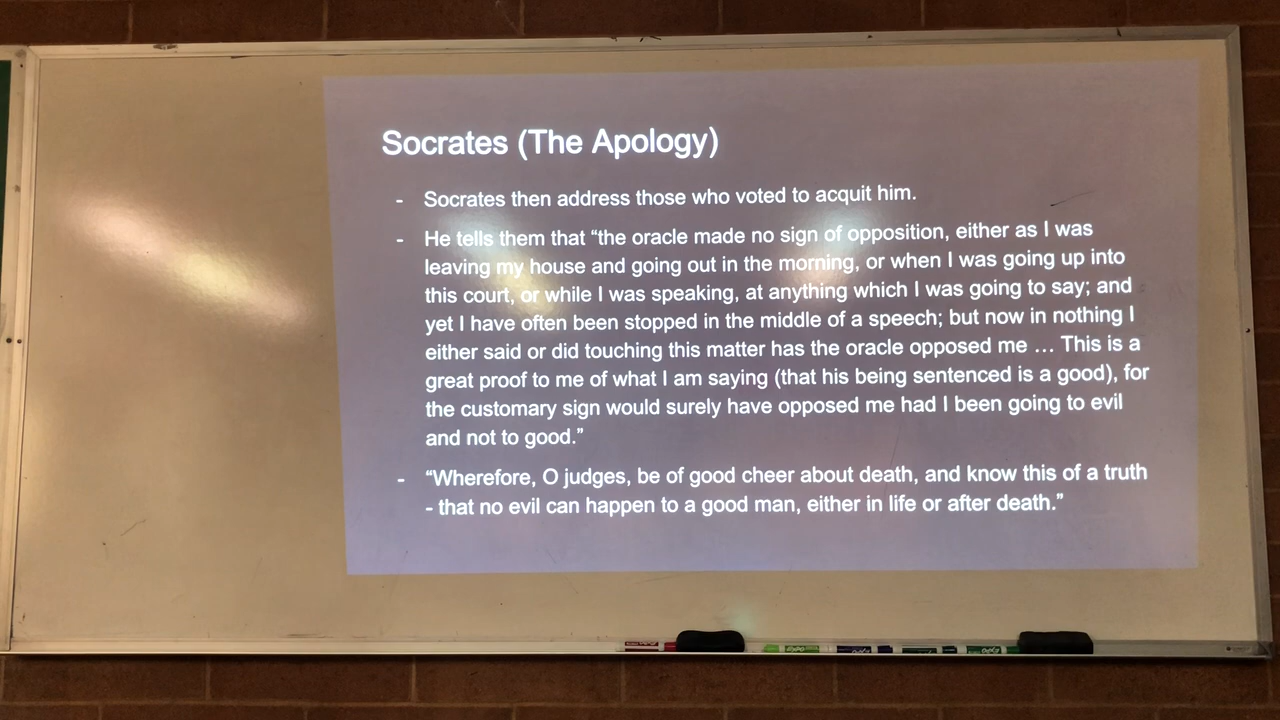 Socrates (The Apology)
- Socrates then address those who voted to acquit him.
- He tells them that “the oracle made no sign of opposition, either as I was
leaving my house and going out in the morning, or when I was going up into
this court, or while I was speaking, at anything which I was going to say; and
yet I have often been stopped in the middle of a speech; but now in nothing I
either said or did touching this matter has the oracle opposed me … This is a
great proof to me of what I am saying (that his being sentenced is a good), for
the customary sign would surely have opposed me had I been going to evil
and not to good.”
- “Wherefore, O judges, be of good cheer about death, and know this of a truth
- that no evil can happen to a good man, either in life or after death.”
EXPO
EXPO